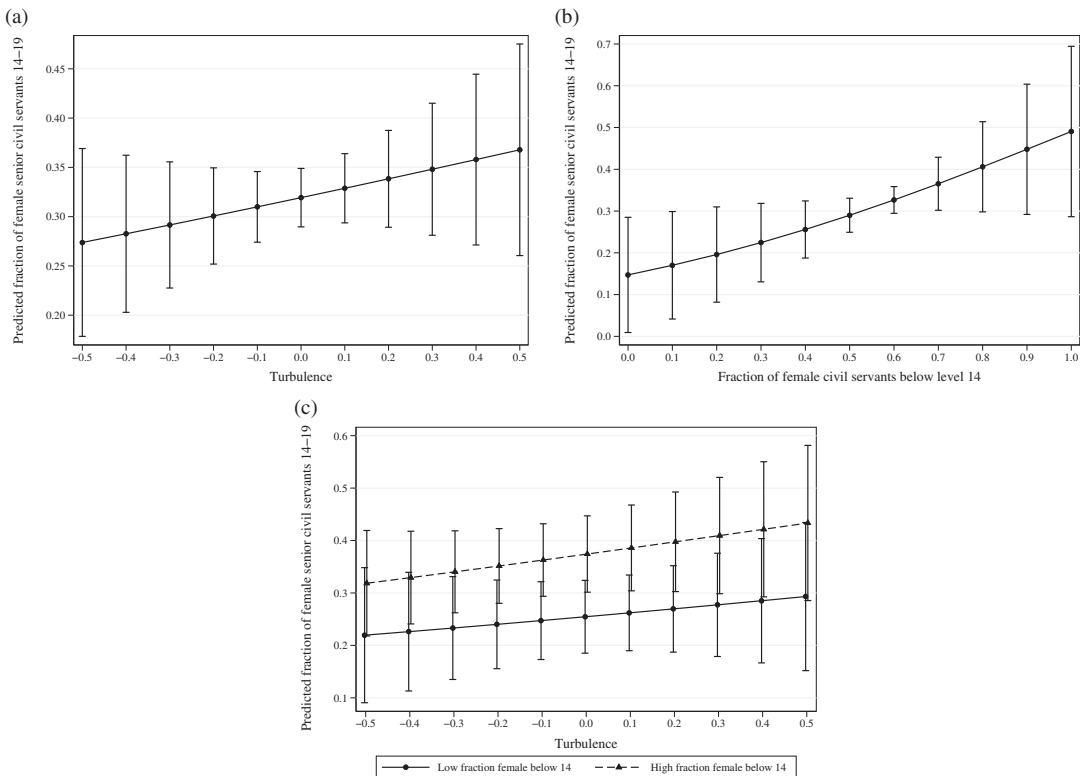 (a)
Predicted fraction of female senior civil servants 14–19
0.45
0.40
0.35
0.30
0.25
0.20
−0.5 −0.4 −0.3 −0.2 −0.1 0.0 0.1 0.2 0.3 0.4 0.5
Turbulence
(b)
Predicted fraction of female senior civil servants 14–19
0.7
0.6
0.5
0.4
0.3
0.2
0.1
0.0
0.0 0.1 0.2 0.3 0.4 0.5 0.6 0.7 0.8 0.9 1.0
Fraction of female civil servants below level 14
(c)
Predicted fraction of female senior civil servants 14–19
0.6
0.5
0.4
0.3
0.2
0.1
−0.5 −0.4 −0.3 −0.2 −0.1 0.0 0.1 0.2 0.3 0.4 0.5
Turbulence
Low fraction female below 14 High fraction female below 14